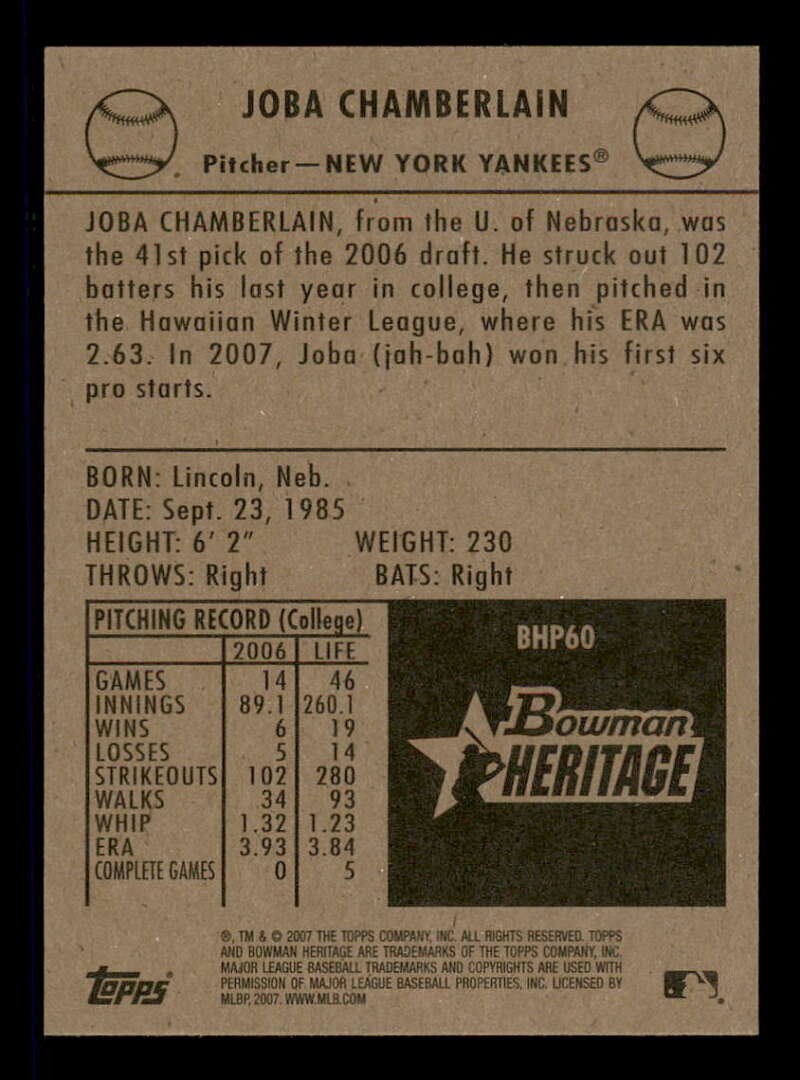 JOBA CHAMBERLAIN
Pitcher—NEW YORK YANKEES®
JOBA CHAMBERLAIN, from the U. of Nebraska, was
the 41st pick of the 2006 draft. He struck out 102
batters his last year in college, then pitched in
the Hawaiian Winter League, where his ERA was
2.63. In 2007, Joba (jah-bah) won his first six
pro starts.
BORN: Lincoln, Neb.
DATE: Sept. 23, 1985
HEIGHT: 6' 2" WEIGHT: 230
THROWS: Right BATS: Right
PITCHING RECORD (College)
2006 LIFE
GAMES 14 46
INNINGS 89.1 260.1
WINS 6 19
LOSSES 5 14
STRIKEOUTS 102 280
WALKS 34 93
WHIP 1.32 1.23
ERA 3.93 3.84
COMPLETE GAMES 0 5
BHP60
Bowman
HERITAGE
®, TM & © 2007 THE TOPPS COMPANY, INC. ALL RIGHTS RESERVED. TOPPS
AND BOWMAN HERITAGE ARE TRADEMARKS OF THE TOPPS COMPANY, INC.
MAJOR LEAGUE BASEBALL TRADEMARKS AND COPYRIGHTS ARE USED WITH
PERMISSION OF MAJOR LEAGUE BASEBALL PROPERTIES, INC. LICENSED BY
MLBP, 2007. WWW.MLB.COM
Topps